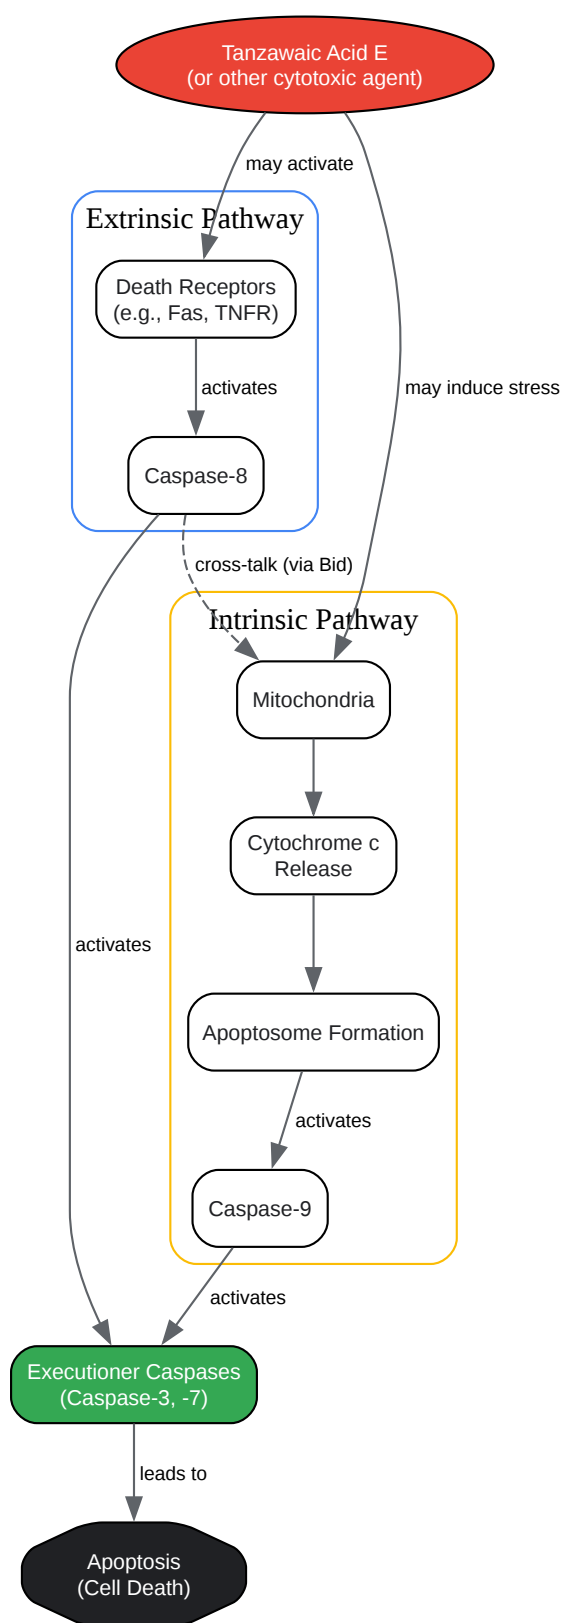 Tanzawaic Acid E
(or other cytotoxic agent)
may activate
Extrinsic Pathway
Death Receptors
(e.g., Fas, TNFR)
activates
may induce stress
Caspase-8
cross-talk (via Bid)
Intrinsic Pathway
Mitochondria
Cytochrome c
Release
activates
Apoptosome Formation
activates
Caspase-9
activates
Executioner Caspases
(Caspase-3, -7)
leads to
Apoptosis
(Cell Death)